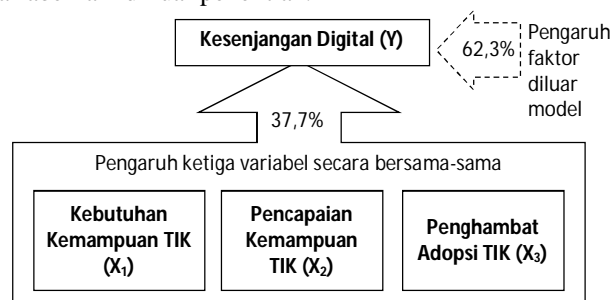 Kesenjangan Digital (Y)
62,3%
Pengaruh
faktor
diluar
model
37,7%
Pengaruh ketiga variabel secara bersama-sama
Kebutuhan
Kemampuan TIK
(X₁)
Pencapaian
Kemampuan
TIK (X₂)
Penghambat
Adopsi TIK (X₃)